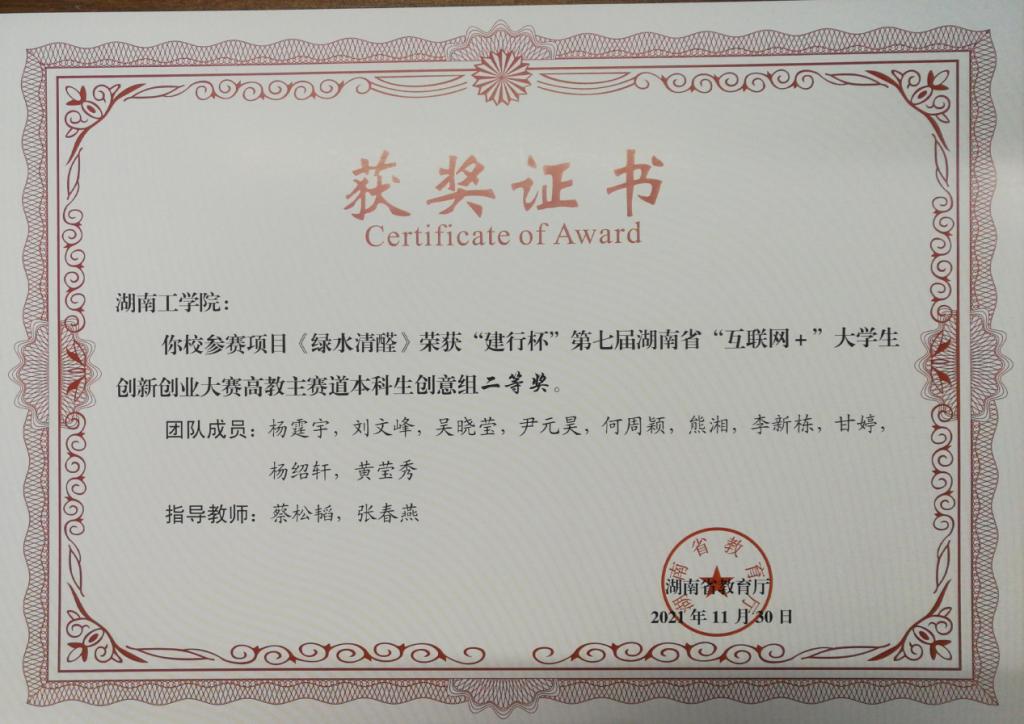 获奖证书
Certificate of Award
湖南工学院：
你校参赛项目《绿水清醛》荣获“建行杯”第七届湖南省“互联网+”大学生
创新创业大赛高教主赛道本科生创意组二等奖。
团队成员：杨霆宇，刘文峰，吴晓莹，尹元昊，何周颖，熊湘，李新栋，甘婷，
杨绍轩，黄莹秀
指导教师：蔡松韬，张春燕
湖南省教育厅
湖南省教育厅
2021年11月30日